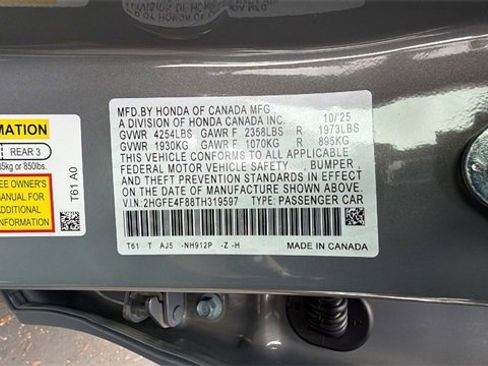 MFD.BY HONDA OF CANADA MFG.
A DIVISION OF HONDA CANADA INC. 10/25
GVWR 4254LBS GAWR F 2358LBS R 1973LBS
GVWR 1930KG GAWR F 1070KG R 895KG
THIS VEHICLE CONFORMS TO ALL APPLICABLE
FEDERAL MOTOR VEHICLE SAFETY, BUMPER,
AND THEFT PREVENTION STANDARDS IN EFFECT
ON THE DATE OF MANUFACTURE SHOWN ABOVE.
V.I.N: 2HGFE4F88TH319597 TYPE: PASSENGER CAR
T61 T AJ5 -NH912P -Z -H MADE IN CANADA
MATION
REAR 3
85kg or 850lbs.
EE OWNER'S
MANUAL FOR
ADDITIONAL
INFORMATION
T61 A0